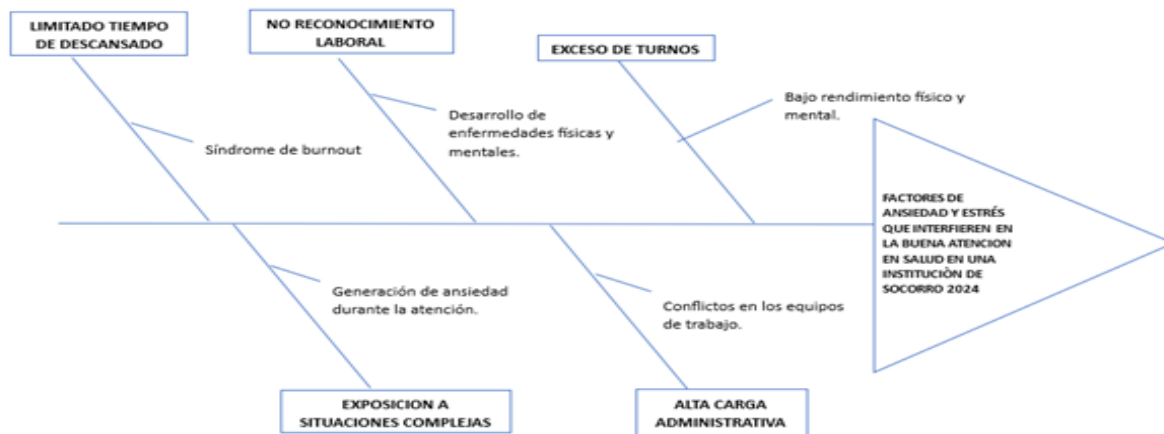 LIMITADO TIEMPO
DE DESCANSADO
NO RECONOCIMIENTO
LABORAL
EXCESO DE TURNOS
Síndrome de burnout
Desarrollo de
enfermedades físicas y
mentales.
Bajo rendimiento físico y
mental.
FACTORES DE
ANSIEDAD Y ESTRÉS
QUE INTERFIEREN EN
LA BUENA ATENCION
EN SALUD EN UNA
INSTITUCIÒN DE
SOCORRO 2024
Generación de ansiedad
durante la atención.
Conflictos en los equipos
de trabajo.
EXPOSICION A
SITUACIONES COMPLEJAS
ALTA CARGA
ADMINISTRATIVA